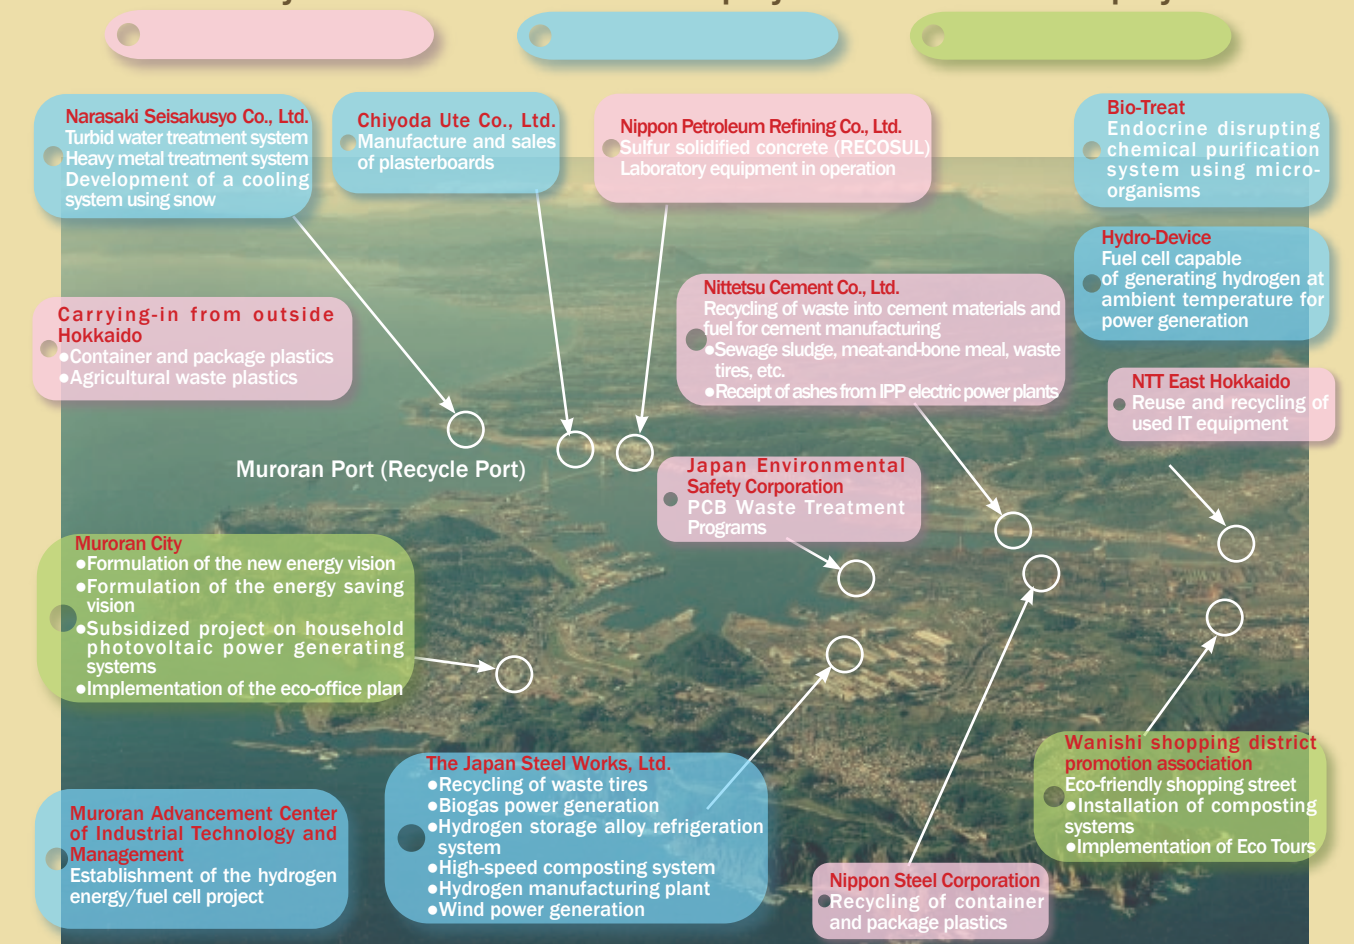 Narasaki Seisakusyo Co., Ltd.
Turbid water treatment system
Heavy metal treatment system
Development of a cooling
system using snow
Chiyoda Ute Co., Ltd.
Manufacture and sales
of plasterboards
Nippon Petroleum Refining Co., Ltd.
Sulfur solidified concrete (RECOSUL)
Laboratory equipment in operation
Bio-Treat
Endocrine disrupting
chemical purification
system using micro-
organisms
Hydro-Device
Fuel cell capable
of generating hydrogen at
ambient temperature for
power generation
Carrying-in from outside
Hokkaido
●Container and package plastics
●Agricultural waste plastics
Nittetsu Cement Co., Ltd.
Recycling of waste into cement materials and
fuel for cement manufacturing
●Sewage sludge, meat-and-bone meal, waste
tires, etc.
●Receipt of ashes from IPP electric power plants
NTT East Hokkaido
Reuse and recycling of
used IT equipment
Muroran Port (Recycle Port)
Japan Environmental
Safety Corporation
PCB Waste Treatment
Programs
Muroran City
●Formulation of the new energy vision
●Formulation of the energy saving
vision
●Subsidized project on household
photovoltaic power generating
systems
●Implementation of the eco-office plan
The Japan Steel Works, Ltd.
●Recycling of waste tires
●Biogas power generation
●Hydrogen storage alloy refrigeration
system
●High-speed composting system
●Hydrogen manufacturing plant
●Wind power generation
Wanishi shopping district
promotion association
Eco-friendly shopping street
●Installation of composting
systems
●Implementation of Eco Tours
Muroran Advancement Center
of Industrial Technology and
Management
Establishment of the hydrogen
energy/fuel cell project
Nippon Steel Corporation
Recycling of container
and package plastics